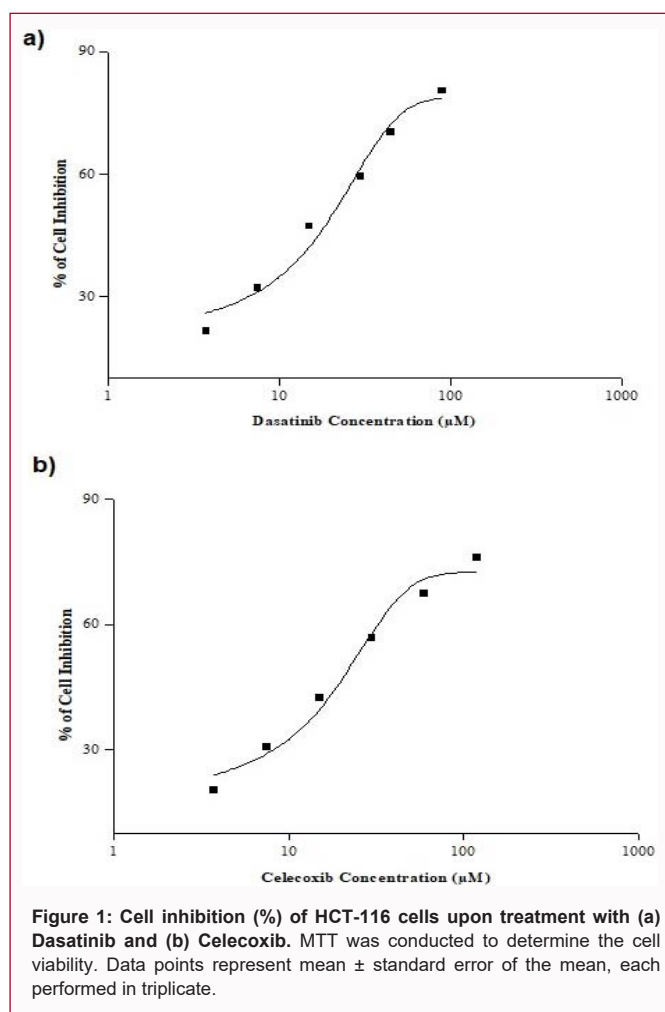 a)
90
60
30
% of Cell Inhibition
1
10
100
1000
Dasatinib Concentration (µM)
b)
90
60
30
% of Cell Inhibition
1
10
100
1000
Celecoxib Concentration (µM)
Figure 1: Cell inhibition (%) of HCT-116 cells upon treatment with (a)
Dasatinib and (b) Celecoxib. MTT was conducted to determine the cell
viability. Data points represent mean ± standard error of the mean, each
performed in triplicate.